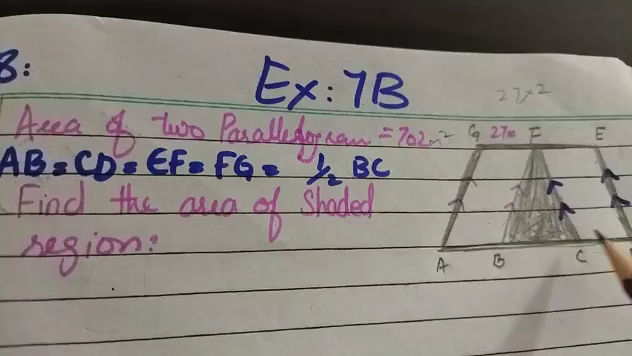 8:
Ex: 7B
27x2
Area of two Parallelogram = 702m²
AB = CD = EF = FG = 1/2 BC
Find the area of Shaded
region:
G 27m F E
A B C